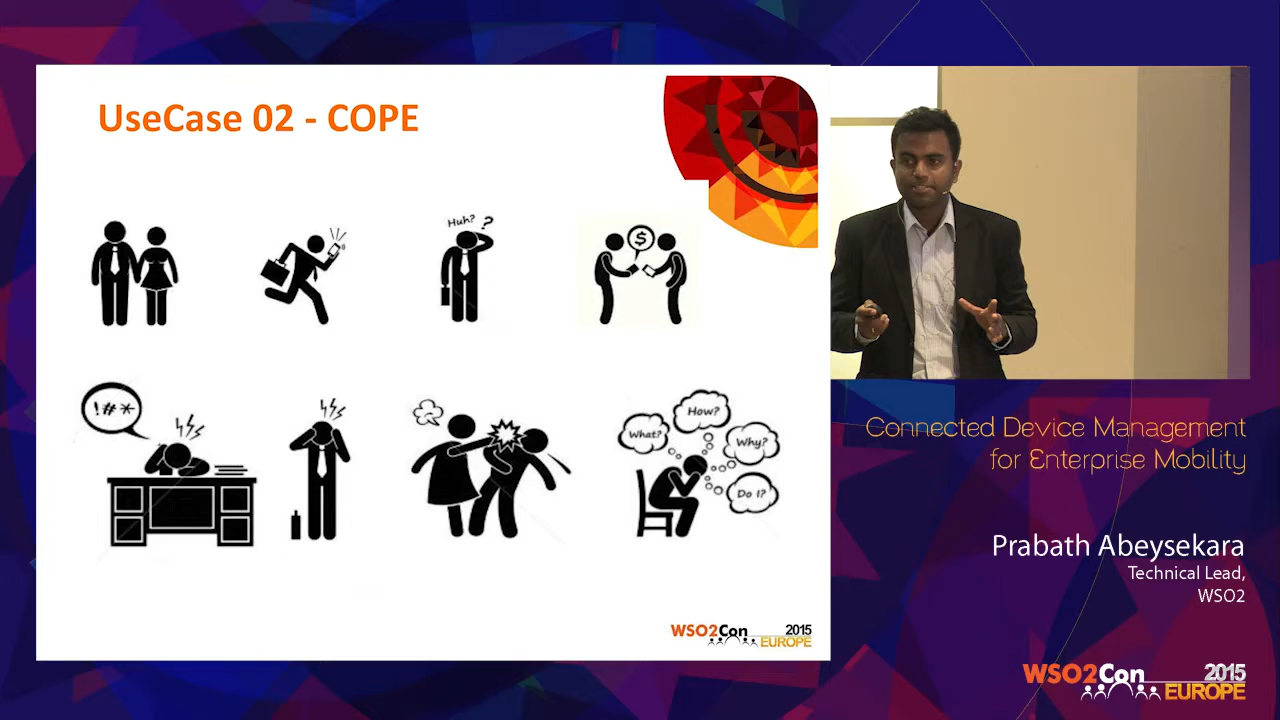 UseCase 02 - COPE
Huh? ?
$
!#*
What?
How?
Why?
Do I?
WSO2Con 2015
EUROPE
Connected Device Management
for Enterprise Mobility
Prabath Abeysekara
Technical Lead,
WSO2
WSO2Con 2015
EUROPE